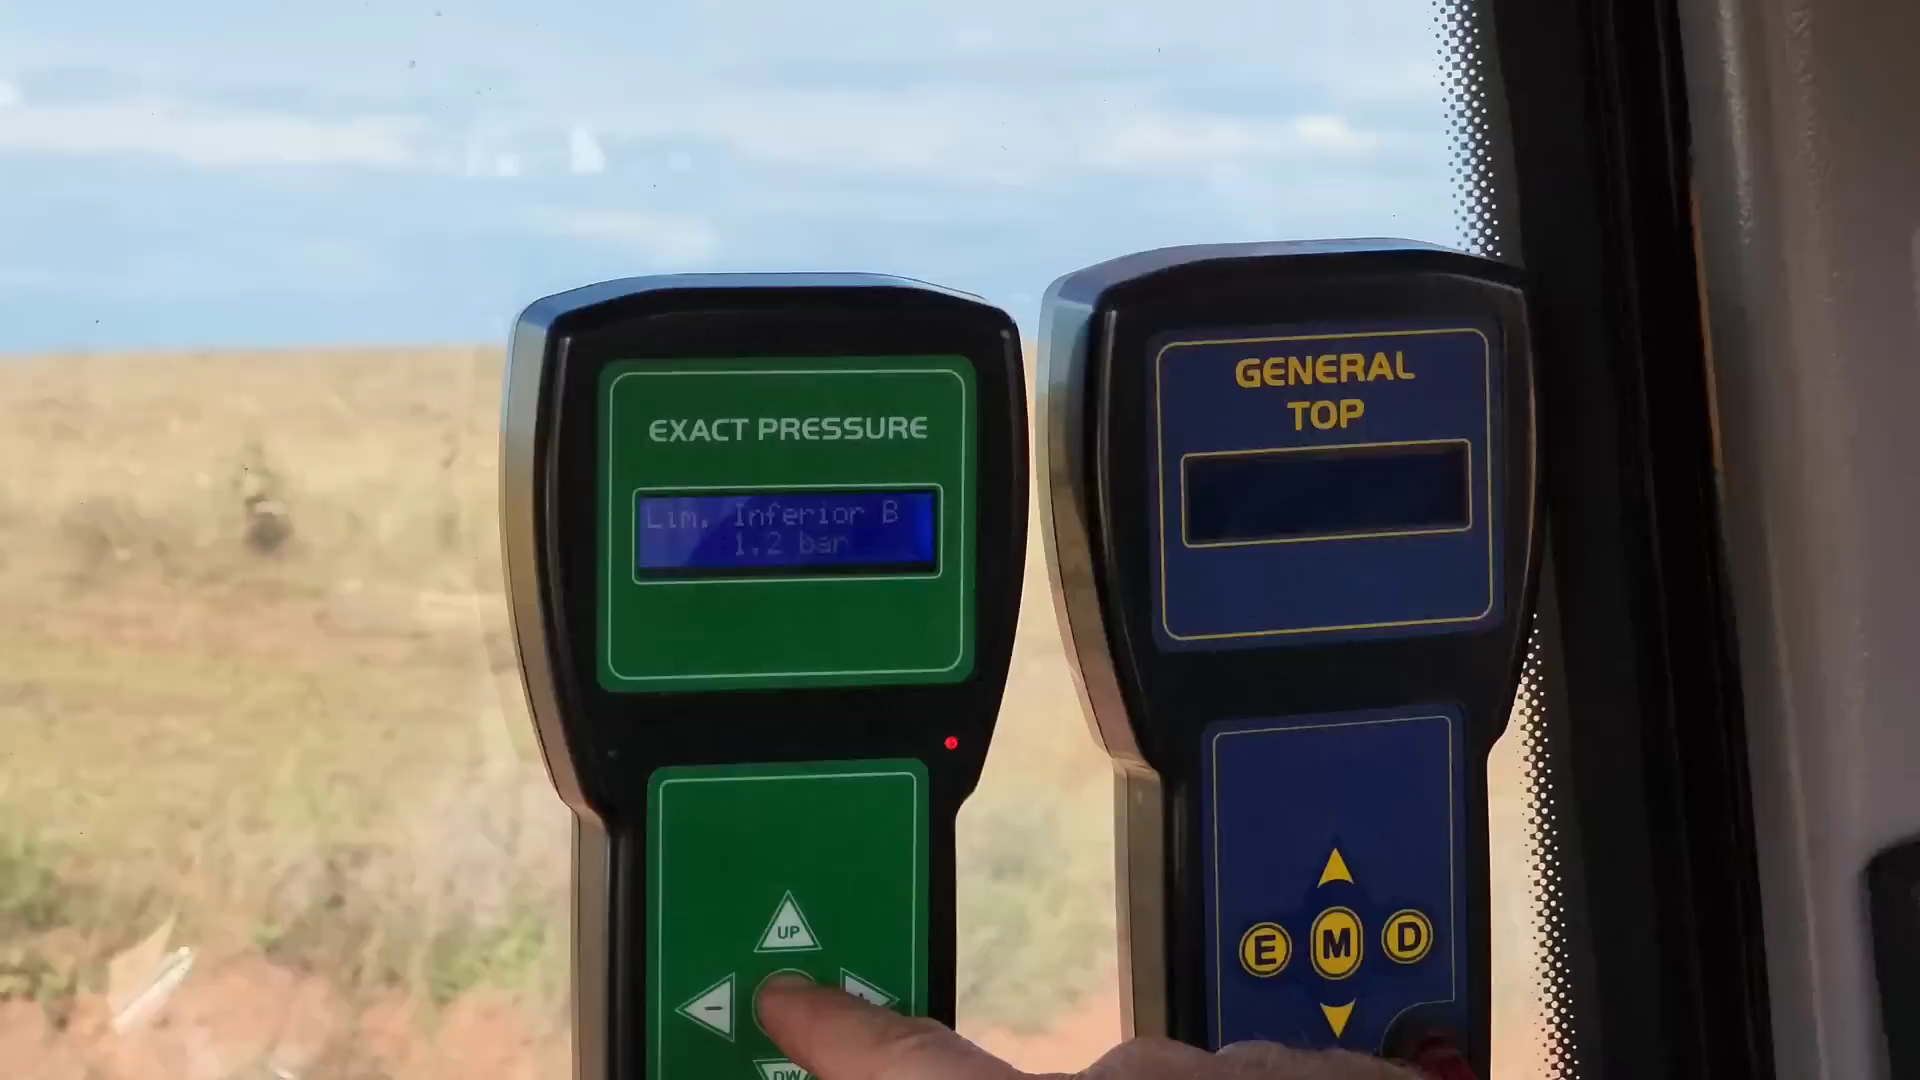 EXACT PRESSURE
Lim. Inferior B
1.2 bar
UP
-
DW
GENERAL
TOP
E M D